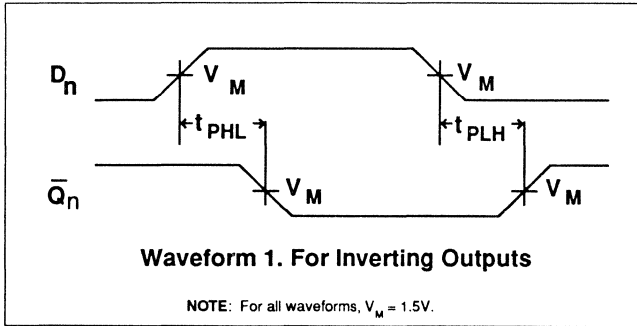 Dn VM VM
tPHL tPLH
Q̅n VM VM
Waveform 1. For Inverting Outputs
NOTE: For all waveforms, VM = 1.5V.